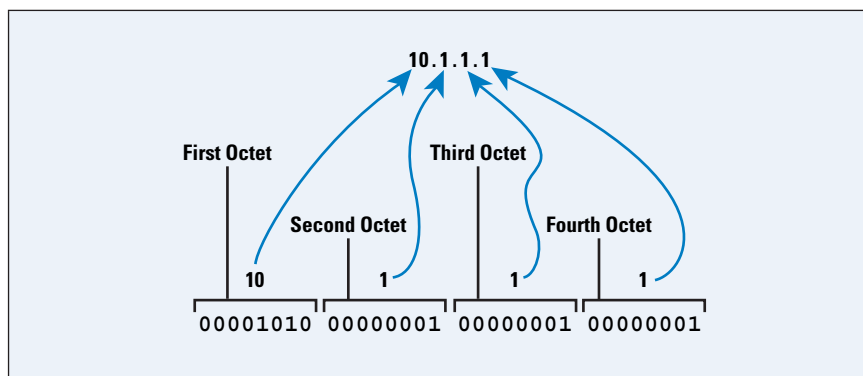 10.1.1.1
First Octet
Third Octet
Second Octet
Fourth Octet
10
1
1
1
00001010
00000001
00000001
00000001